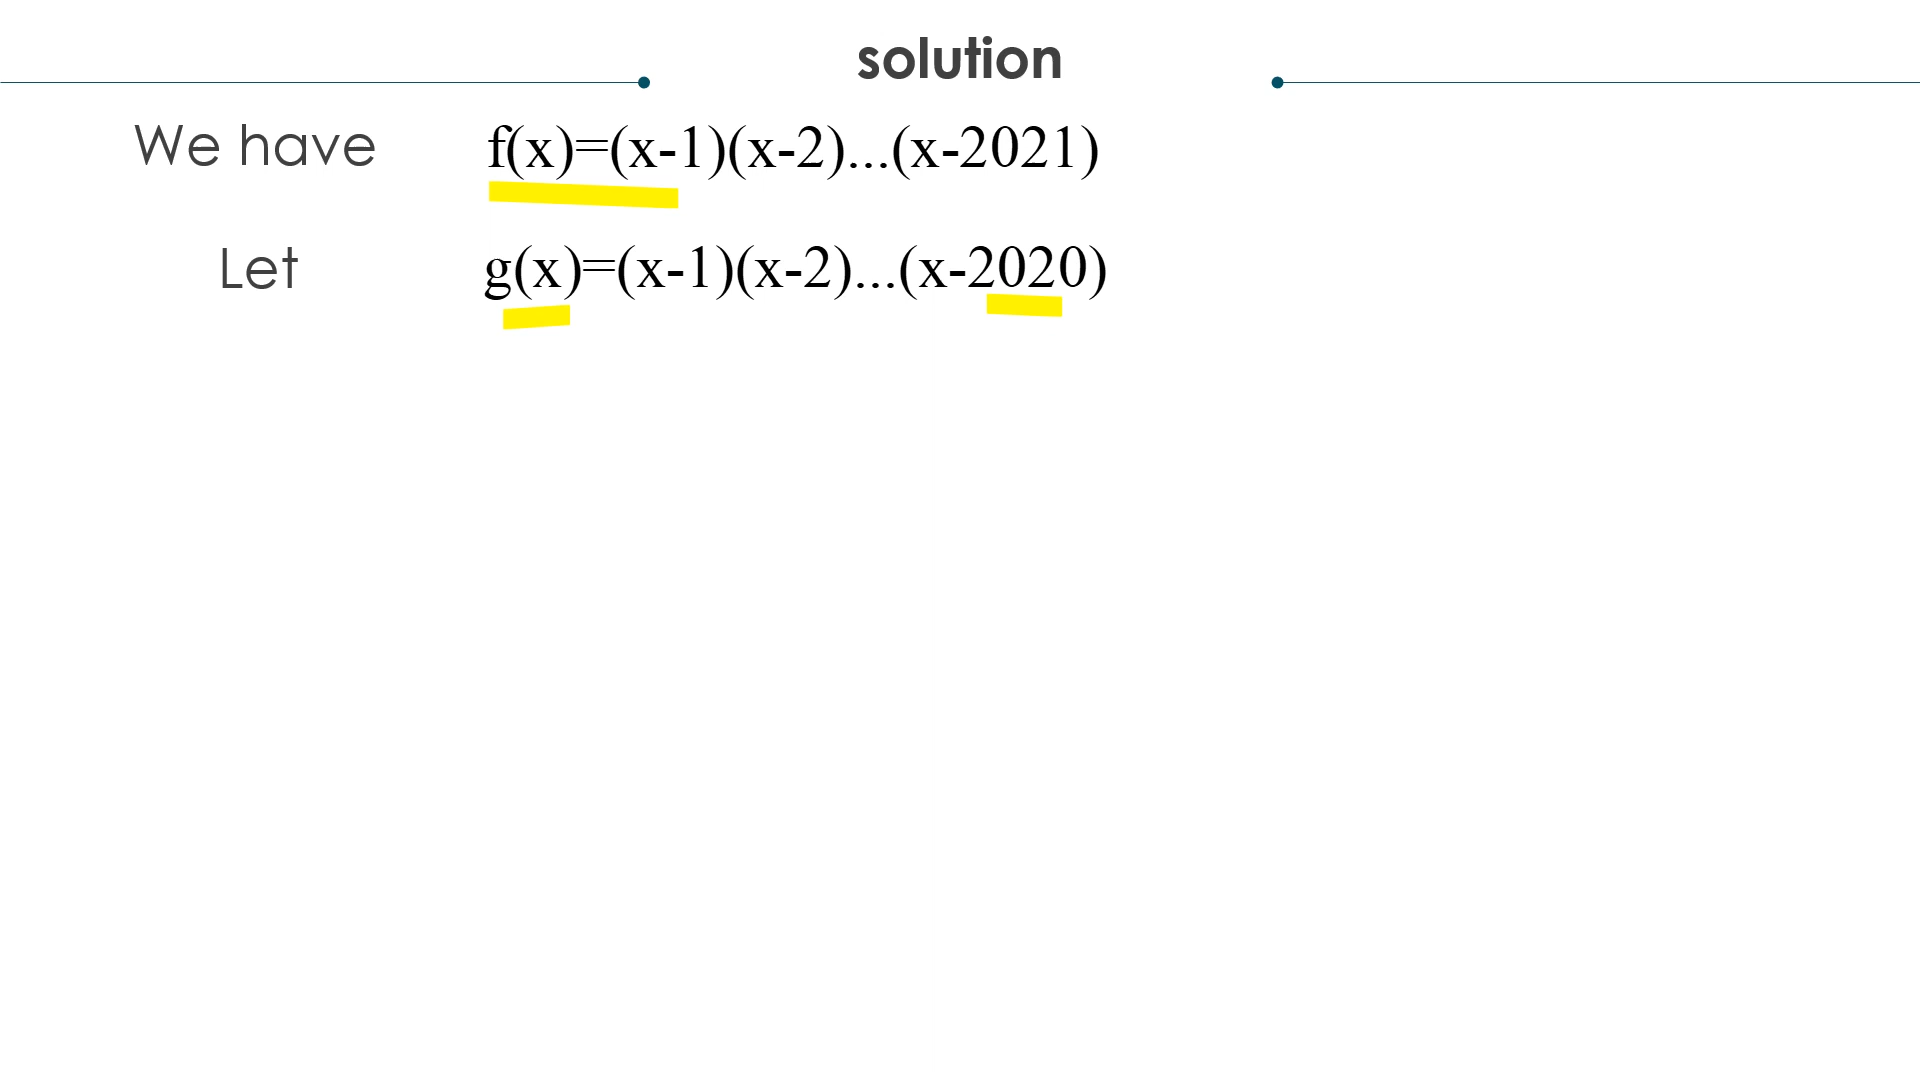 solution
We have f(x)=(x-1)(x-2)...(x-2021)
Let g(x)=(x-1)(x-2)...(x-2020)